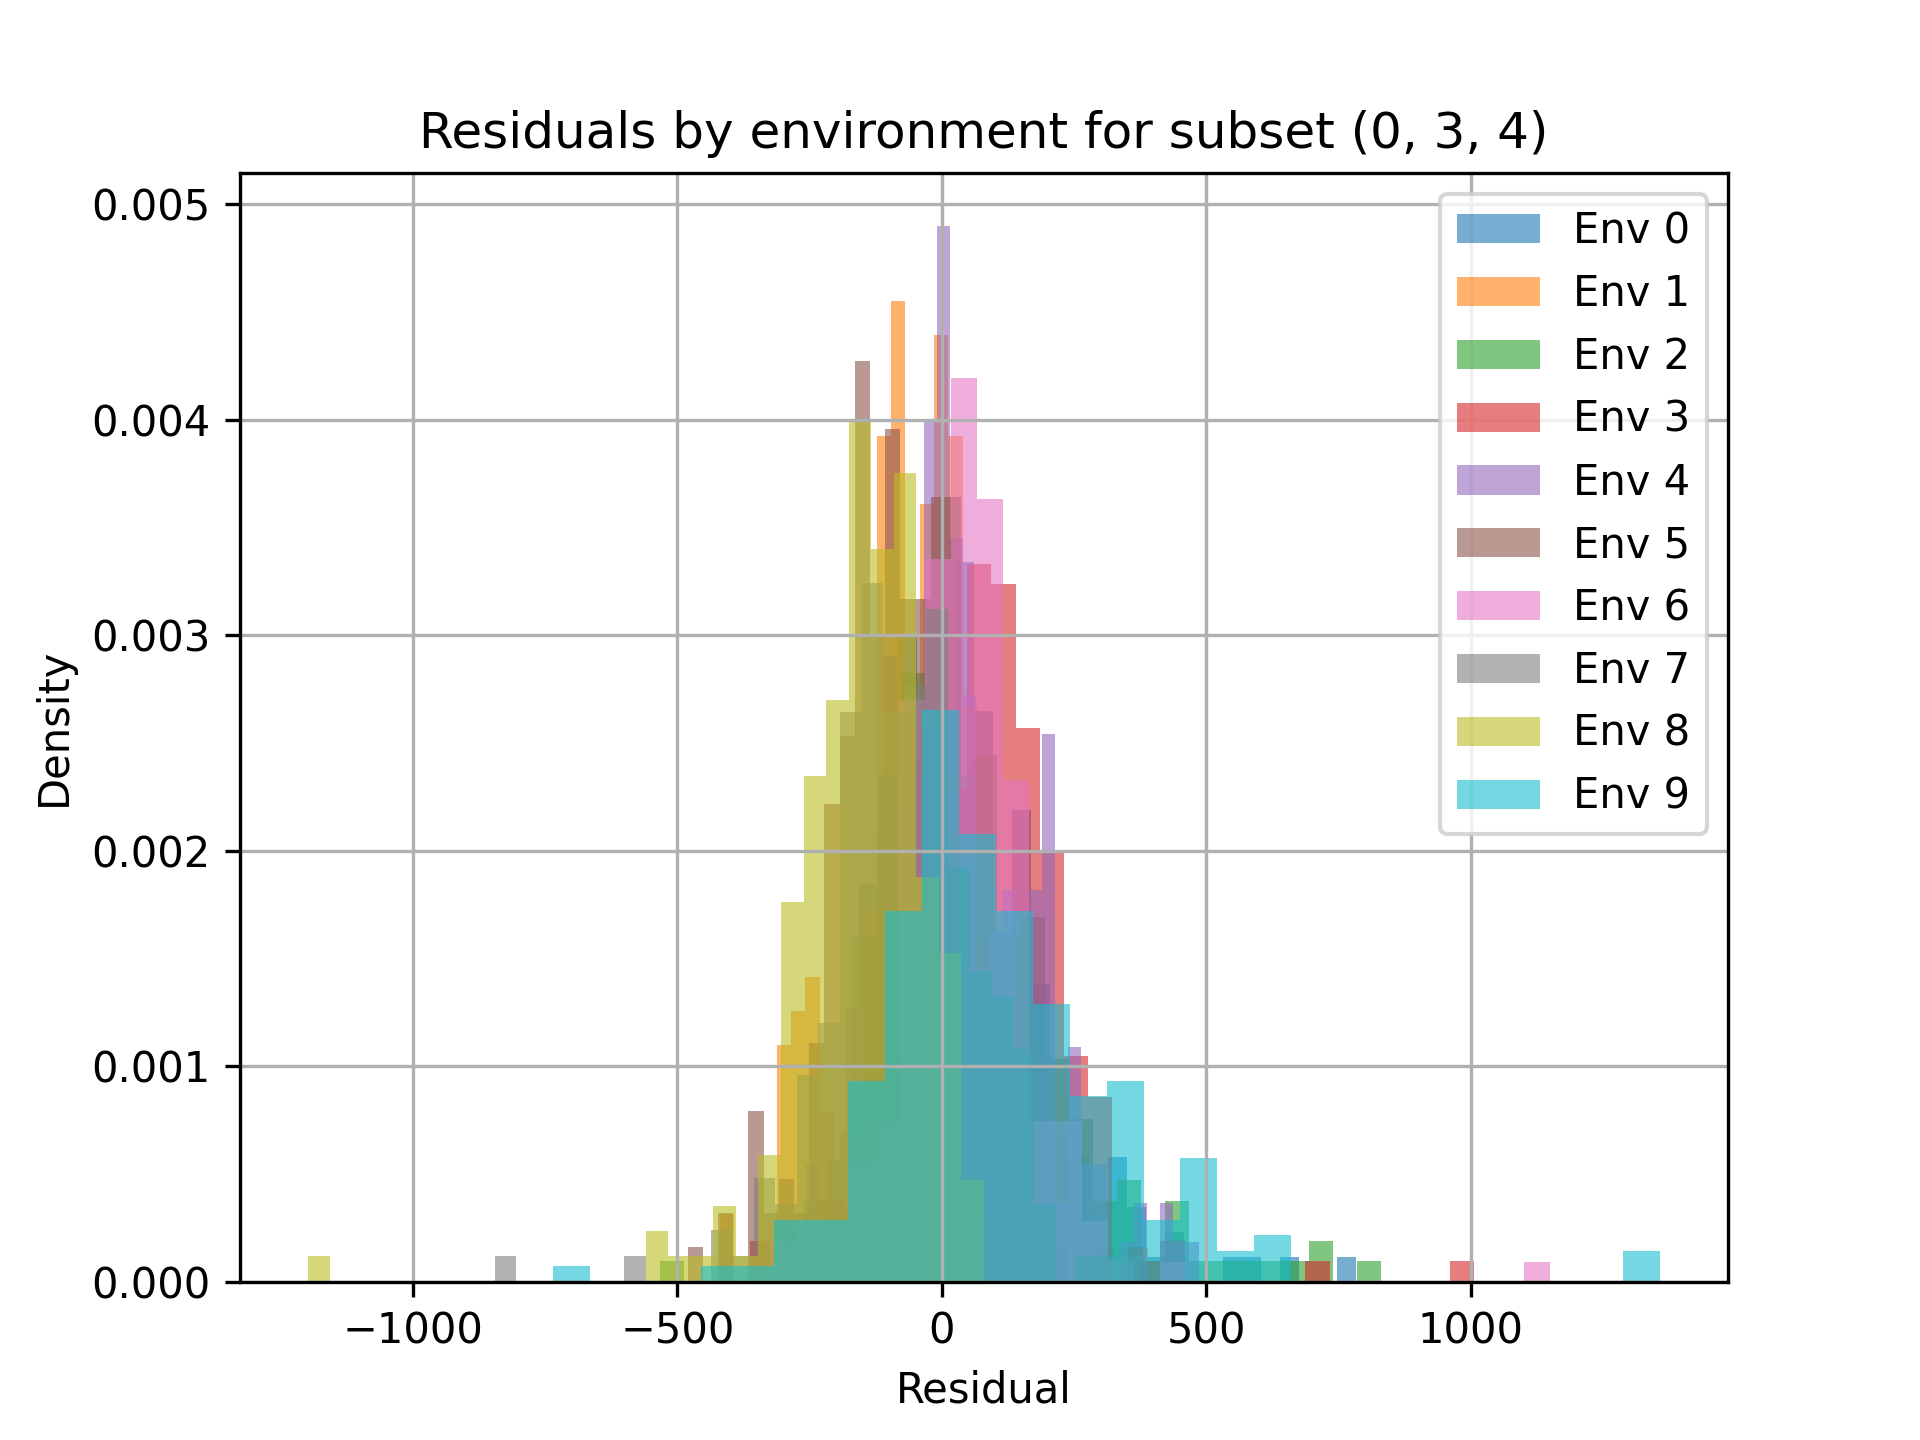 Residuals by environment for subset (0, 3, 4)
0.005
0.004
0.003
0.002
0.001
0.000
Density
−1000
−500
0
500
1000
Residual
Env 0
Env 1
Env 2
Env 3
Env 4
Env 5
Env 6
Env 7
Env 8
Env 9